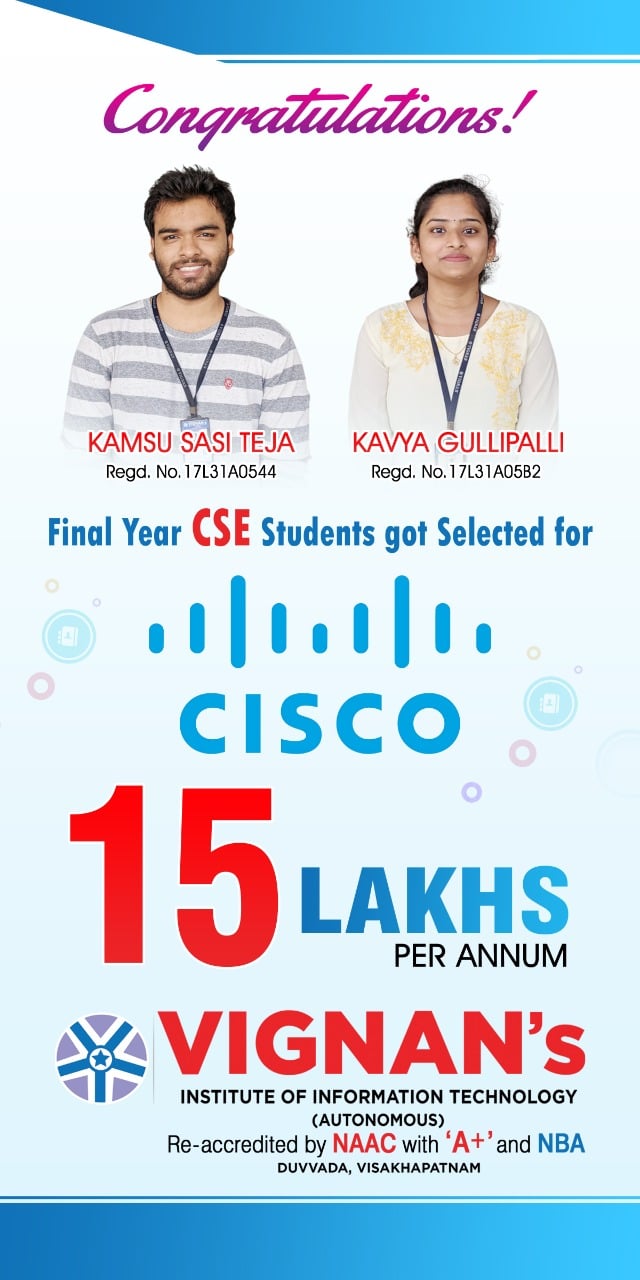 Congratulations!
KAMSU SASI TEJA
Regd. No.17L31A0544
KAVYA GULLIPALLI
Regd. No.17L31A05B2
Final Year CSE Students got Selected for
CISCO
15 LAKHS
PER ANNUM
VIGNAN's
INSTITUTE OF INFORMATION TECHNOLOGY
(AUTONOMOUS)
Re-accredited by NAAC with 'A+' and NBA
DUVVADA, VISAKHAPATNAM